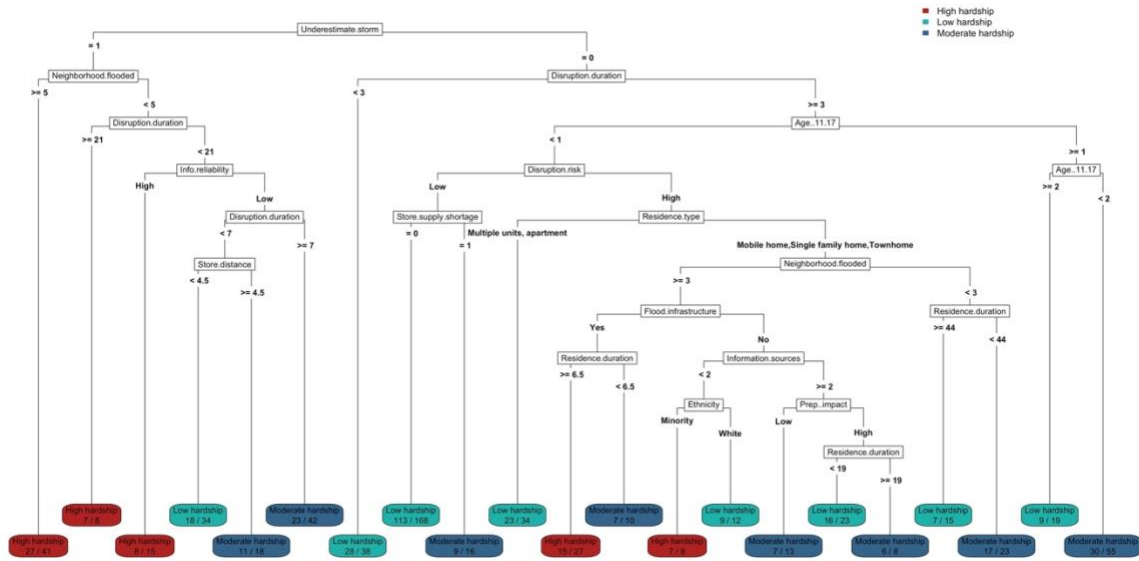 High hardship
Low hardship
Moderate hardship
Underestimate.storm
= 1
= 0
Neighborhood.flooded
Disruption.duration
>= 5
< 5
< 3
>= 3
Disruption.duration
Age..11.17
>= 21
< 21
< 1
>= 1
Info.reliability
Disruption.risk
Age..11.17
High
Low
Low
High
>= 2
< 2
Disruption.duration
Store.supply.shortage
Residence.type
< 7
>= 7
= 0
= 1
Multiple units, apartment
Mobile home,Single family home,Townhome
Store.distance
Neighborhood.flooded
< 4.5
>= 4.5
>= 3
< 3
Flood.infrastructure
Residence.duration
Yes
No
>= 44
< 44
Residence.duration
Information.sources
>= 6.5
< 6.5
< 2
>= 2
Ethnicity
Prep..impact
Minority
White
Low
High
Residence.duration
< 19
>= 19
High hardship
7 / 8
Low hardship
18 / 34
Moderate hardship
23 / 42
Low hardship
113 / 168
Low hardship
23 / 34
Moderate hardship
7 / 10
Low hardship
9 / 12
Low hardship
16 / 23
Low hardship
7 / 15
Low hardship
9 / 19
High hardship
27 / 41
High hardship
8 / 15
Moderate hardship
11 / 18
Low hardship
28 / 38
Moderate hardship
9 / 16
High hardship
15 / 27
High hardship
7 / 8
Moderate hardship
7 / 13
Moderate hardship
6 / 8
Moderate hardship
17 / 23
Moderate hardship
30 / 55